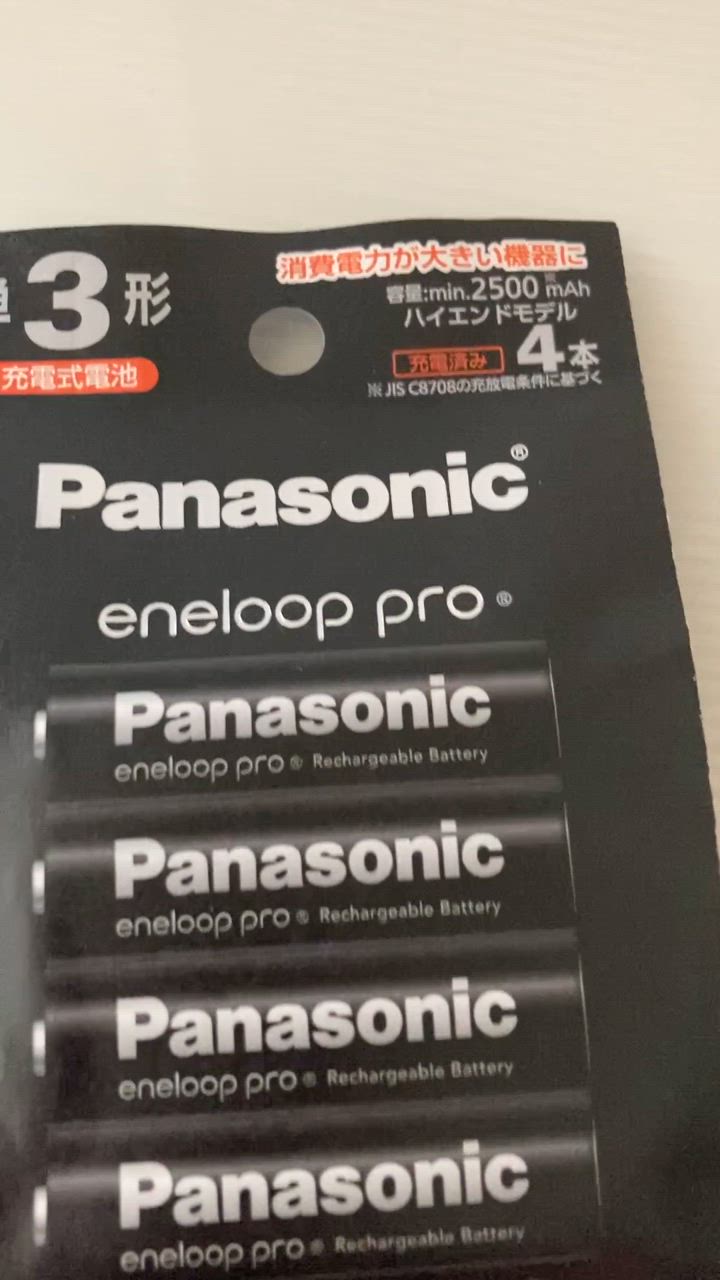 単3形
充電式電池
消費電力が大きい機器に
容量:min.2500※mAh
ハイエンドモデル
充電済み 4本
※JIS C8708の充放電条件に基づく
Panasonic®
eneloop pro®
Panasonic
eneloop pro® Rechargeable Battery
Panasonic
eneloop pro® Rechargeable Battery
Panasonic
eneloop pro® Rechargeable Battery
Panasonic
eneloop pro® Rechargeable Battery